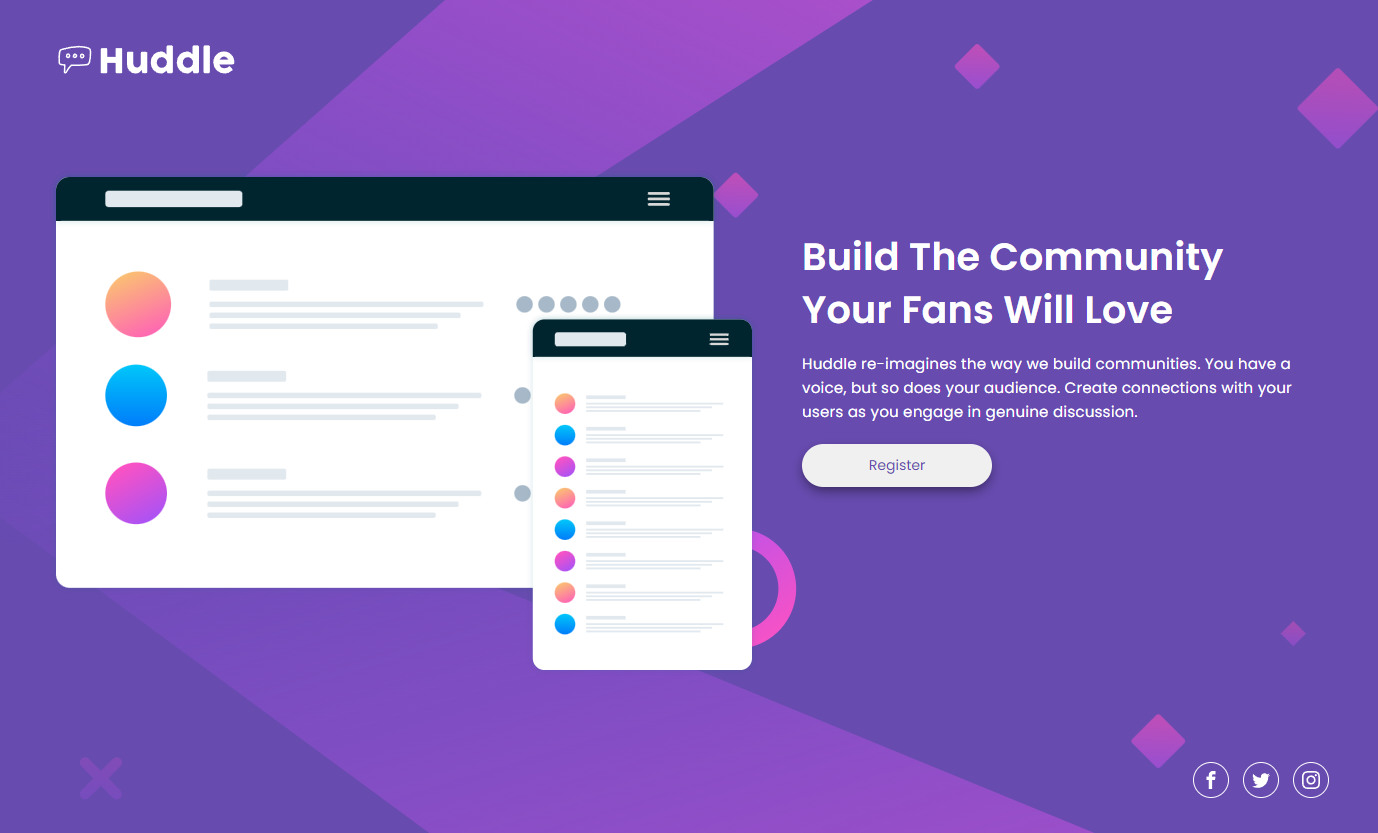 Huddle
Build The Community
Your Fans Will Love
Huddle re-imagines the way we build communities. You have a
voice, but so does your audience. Create connections with your
users as you engage in genuine discussion.
Register